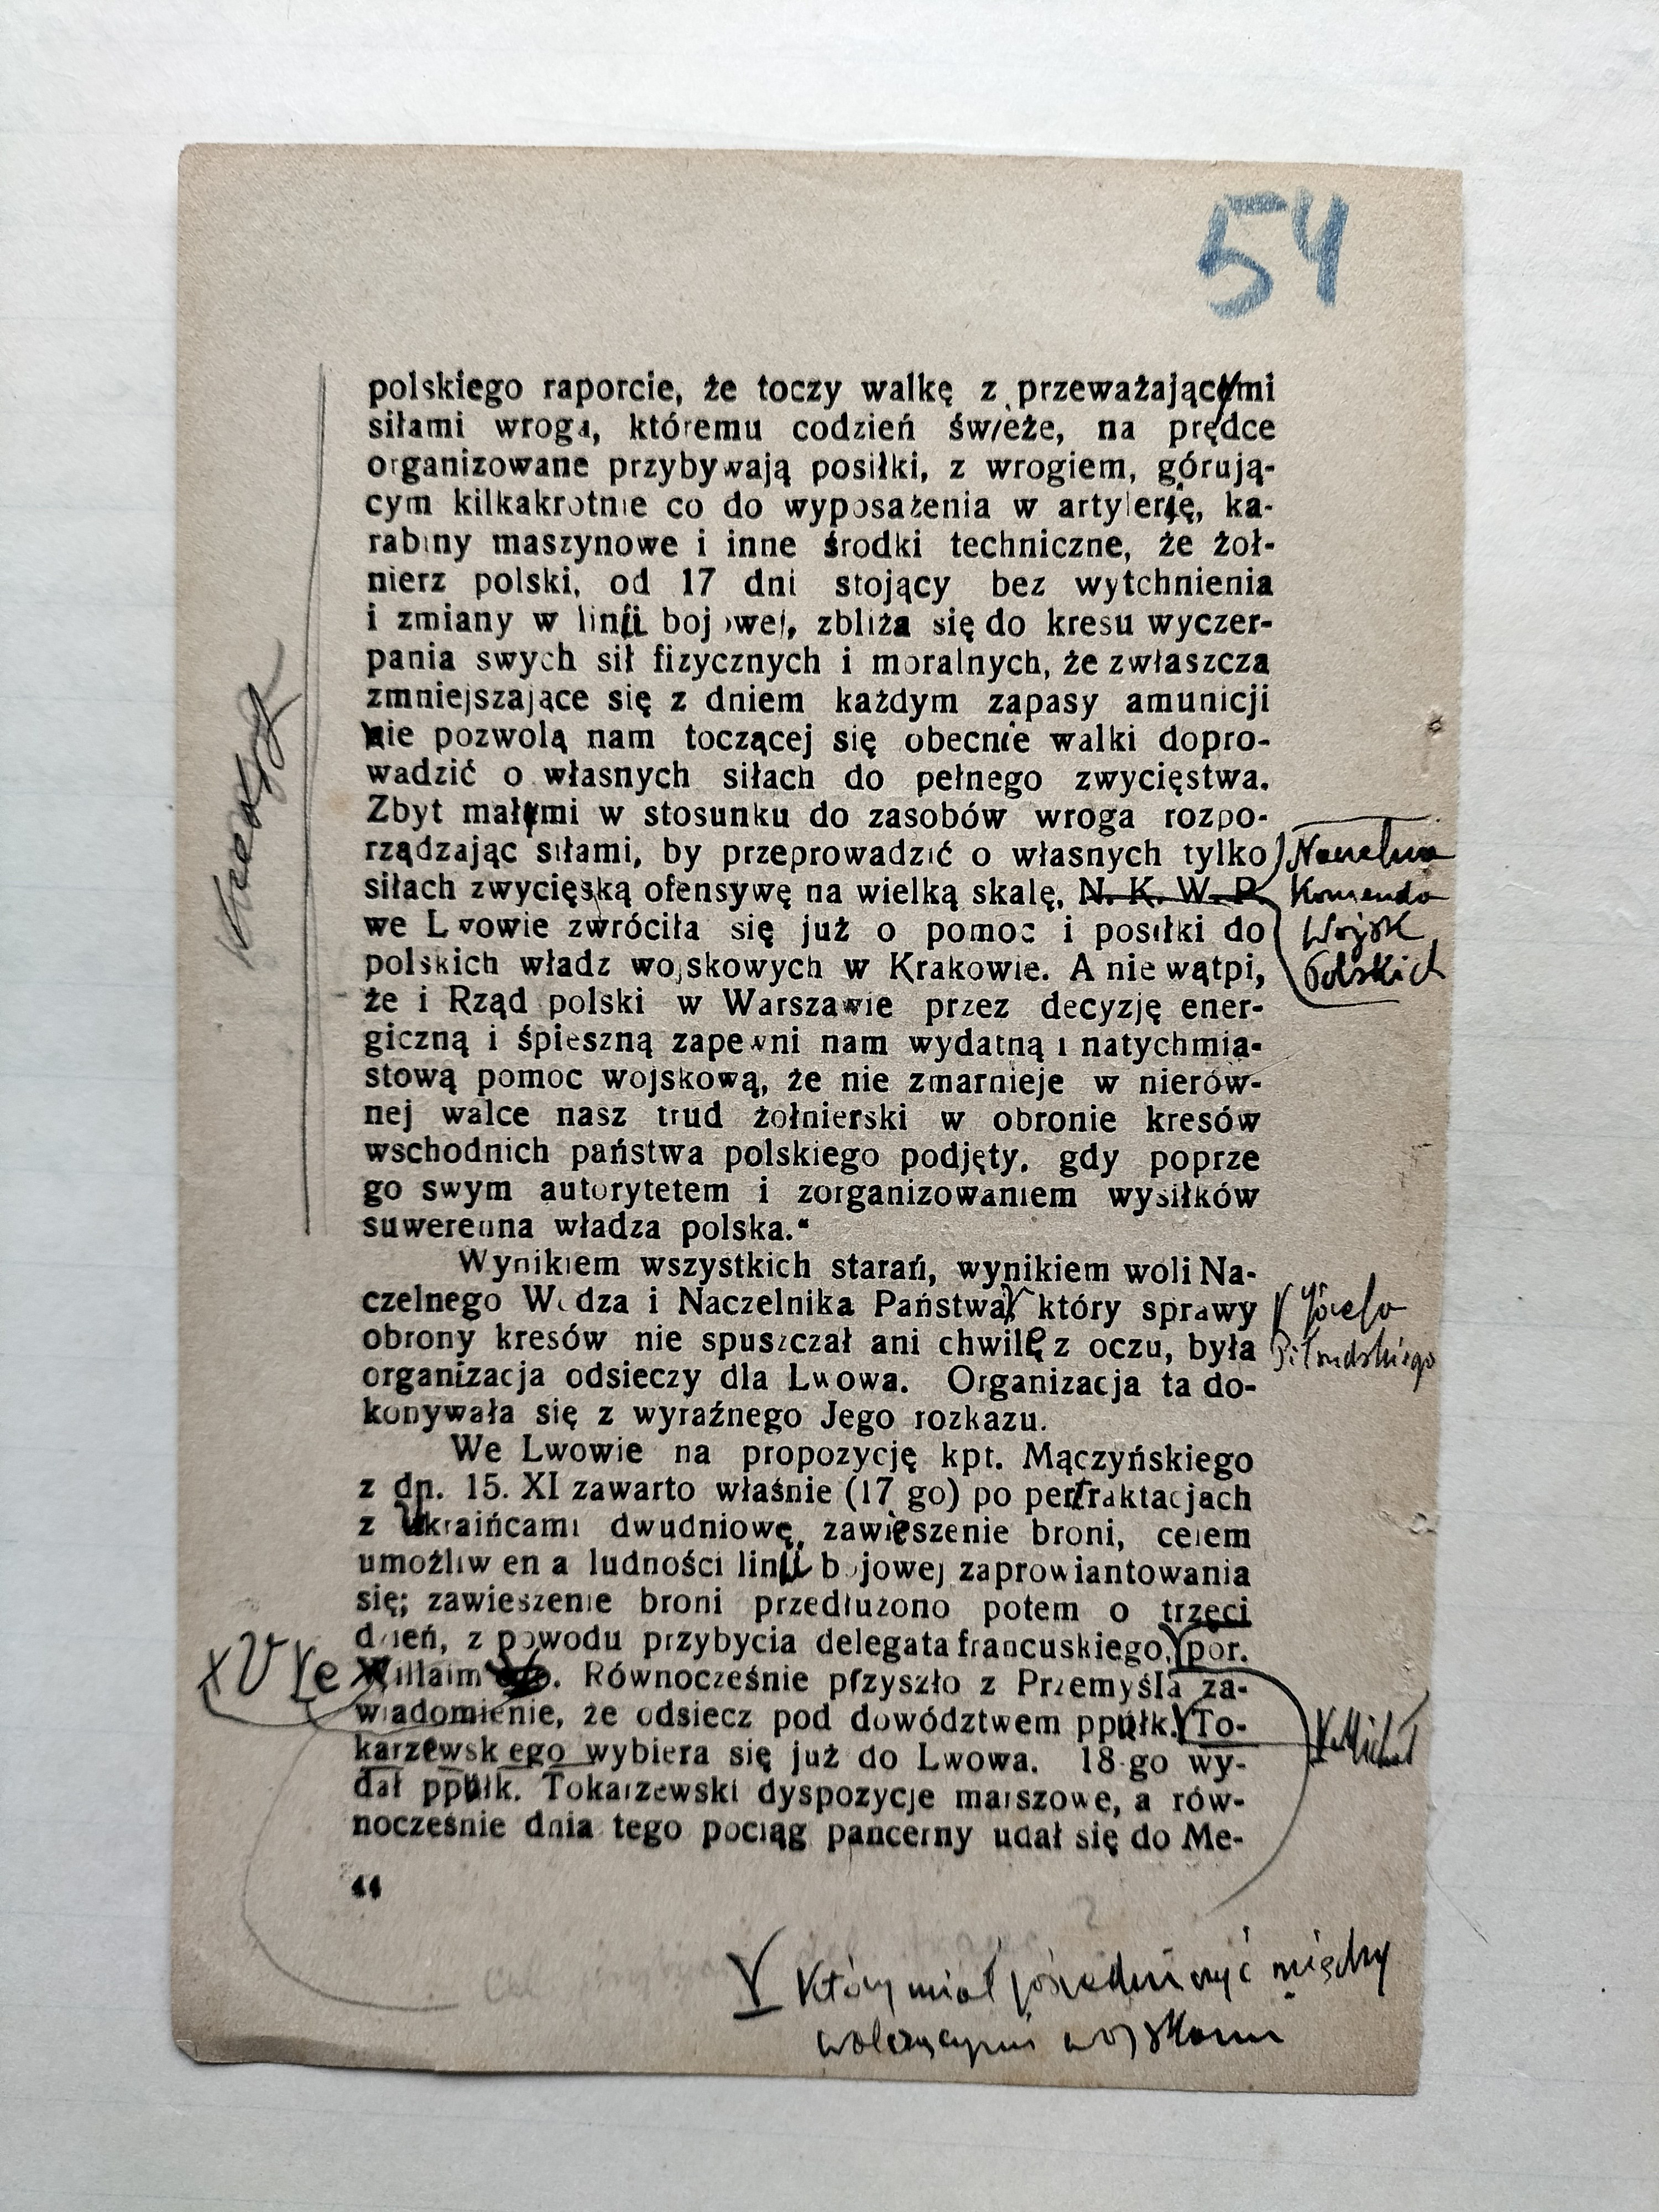 54
polskiego raporcie, że toczy walkę z przeważającymi
siłami wroga, któremu codzień świeże, na prędce
organizowane przybywają posiłki, z wrogiem, górują-
cym kilkakrotnie co do wyposażenia w artylerię, ka-
rabiny maszynowe i inne środki techniczne, że żoł-
nierz polski, od 17 dni stojący bez wytchnienia
i zmiany w linii bojowej, zbliża się do kresu wyczer-
pania swych sił fizycznych i moralnych, że zwłaszcza
zmniejszające się z dniem każdym zapasy amunicji
nie pozwolą nam toczącej się obecnie walki dopro-
wadzić o własnych siłach do pełnego zwycięstwa.
Zbyt małymi w stosunku do zasobów wroga rozpo-
rządzając siłami, by przeprowadzić o własnych tylko
siłach zwycięską ofensywę na wielką skalę, N. K. W. P.
we Lwowie zwróciła się już o pomoc i posiłki do
polskich władz wojskowych w Krakowie. A nie wątpi,
że i Rząd polski w Warszawie przez decyzję ener-
giczną i śpieszną zapewni nam wydatną i natychmia-
stową pomoc wojskową, że nie zmarnieje w nierów-
nej walce nasz trud żołnierski w obronie kresów
wschodnich państwa polskiego podjęty, gdy poprze
go swym autorytetem i zorganizowaniem wysiłków
suwerenna władza polska."
Wynikiem wszystkich starań, wynikiem woli Na-
czelnego Wodza i Naczelnika Państwa, który sprawy
obrony kresów nie spuszczał ani chwilę z oczu, była
organizacja odsieczy dla Lwowa. Organizacja ta do-
konywała się z wyraźnego Jego rozkazu.
We Lwowie na propozycję kpt. Mączyńskiego
z dn. 15. XI zawarto właśnie (17 go) po pertraktacjach
z Ukraińcami dwudniowe, zawieszenie broni, celem
umożliwienia ludności linii bojowej zaprowiantowania
się; zawieszenie broni przedłużono potem o trzeci
dzień, z powodu przybycia delegata francuskiego, por.
Villaim. Równocześnie przyszło z Przemyśla za-
wiadomienie, że odsiecz pod dowództwem ppułk. To-
karzewskiego wybiera się już do Lwowa. 18-go wy-
dał ppułk. Tokarzewski dyspozycje marszowe, a rów-
nocześnie dnia tego pociąg pancerny udał się do Me-
44
Naczelna
Komenda
Wojsk
Polskich
Józefa
Piłsudskiego
Michał
który miał pośredniczyć między
walczącymi wojskami